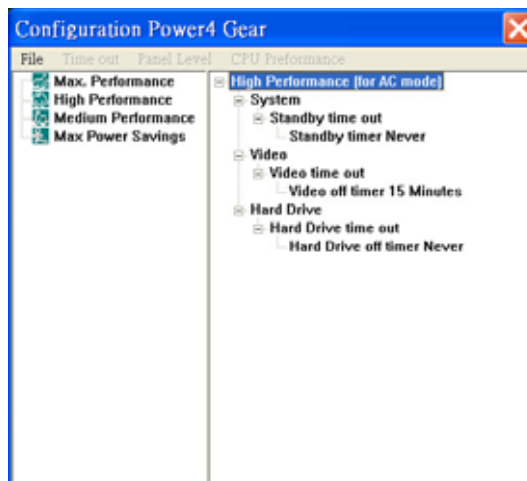 Configuration Power4 Gear
File Time out Panel Level CPU Preformance
Max. Performance
High Performance
Medium Performance
Max Power Savings
High Performance [for AC mode]
System
Standby time out
Standby timer Never
Video
Video time out
Video off timer 15 Minutes
Hard Drive
Hard Drive time out
Hard Drive off timer Never